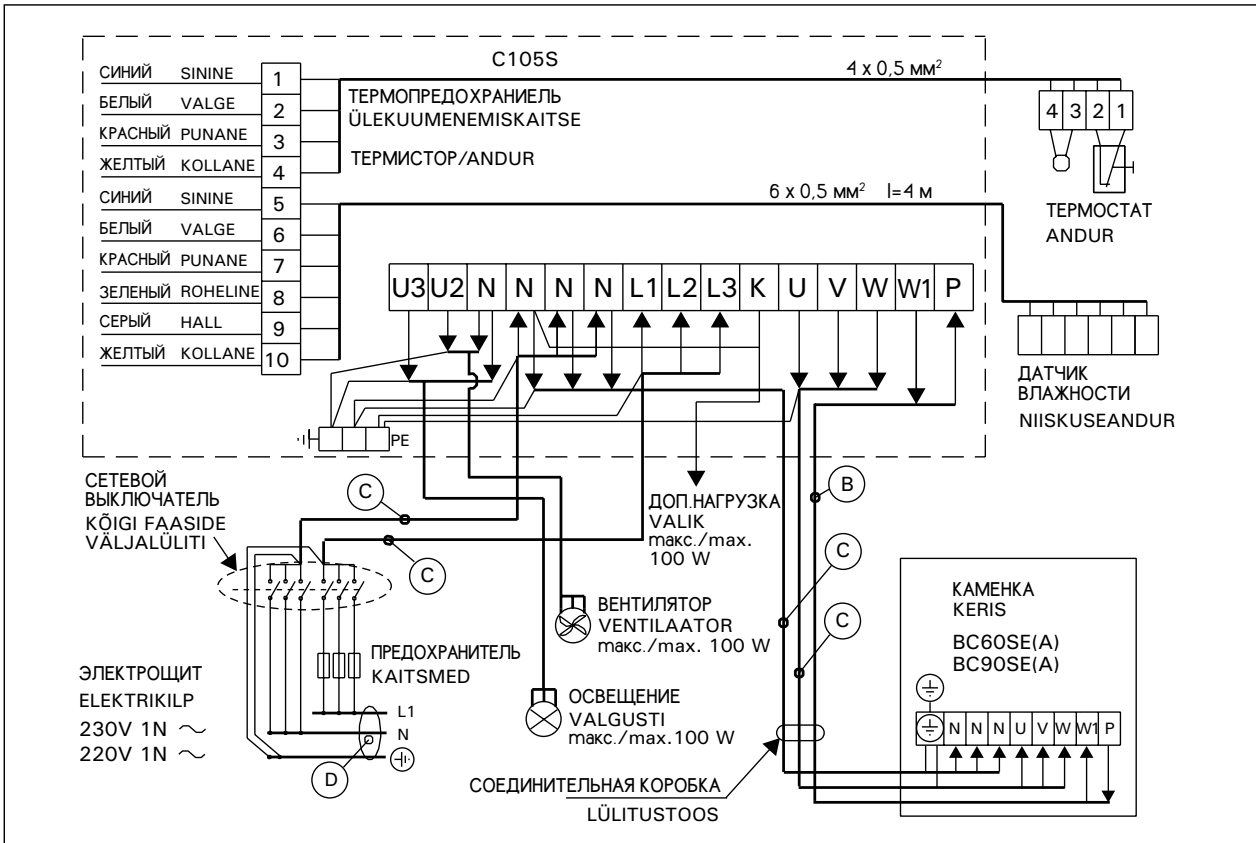 C105S
СИНИЙ SININE 1
БЕЛЫЙ VALGE 2
КРАСНЫЙ PUNANE 3
ЖЕЛТЫЙ KOLLANE 4
СИНИЙ SININE 5
БЕЛЫЙ VALGE 6
КРАСНЫЙ PUNANE 7
ЗЕЛЕНЫЙ ROHELINE 8
СЕРЫЙ HALL 9
ЖЕЛТЫЙ KOLLANE 10
ТЕРМОПРЕДОХРАНИЕЛЬ
ÜLEKUUMENEMISKAITSE
ТЕРМИСТОР/ANDUR
4 x 0,5 мм²
4 3 2 1
ТЕРМОСТАТ
ANDUR
6 x 0,5 мм² l=4 м
U3 U2 N N N N L1 L2 L3 K U V W W1 P
ДАТЧИК
ВЛАЖНОСТИ
NIISKUSEANDUR
PE
СЕТЕВОЙ
ВЫКЛЮЧАТЕЛЬ
KÕIGI FAASIDE
VÄLJALÜLITI
C
C
ДОП.НАГРУЗКА
VALIK
макс./max.
100 W
B
C
C
ВЕНТИЛЯТОР
VENTILAATOR
макс./max. 100 W
ПРЕДОХРАНИТЕЛЬ
KAITSMED
ОСВЕЩЕНИЕ
VALGUSTI
макс./max.100 W
ЭЛЕКТРОЩИТ
ELEKTRIKILP
230V 1N ~
220V 1N ~
L1
N
D
СОЕДИНИТЕЛЬНАЯ КОРОБКА
LÜLITUSTOOS
КАМЕНКА
KERIS
BC60SE(A)
BC90SE(A)
N N N U V W W1 P